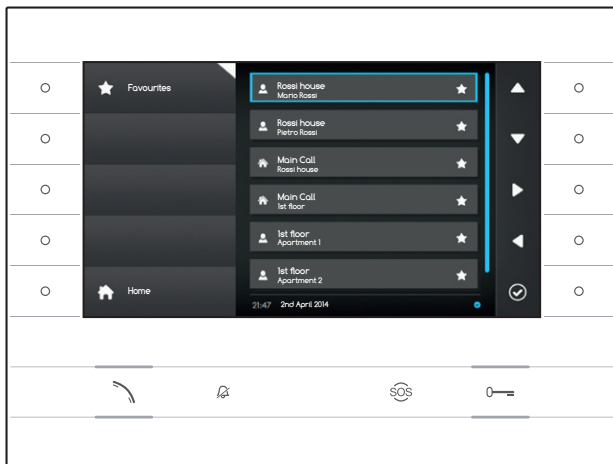 Favourites
Home
Rossi house
Mario Rossi
Rossi house
Pietro Rossi
Main Call
Rossi house
Main Call
1st floor
1st floor
Apartment 1
1st floor
Apartment 2
21:47 2nd April 2014
SOS